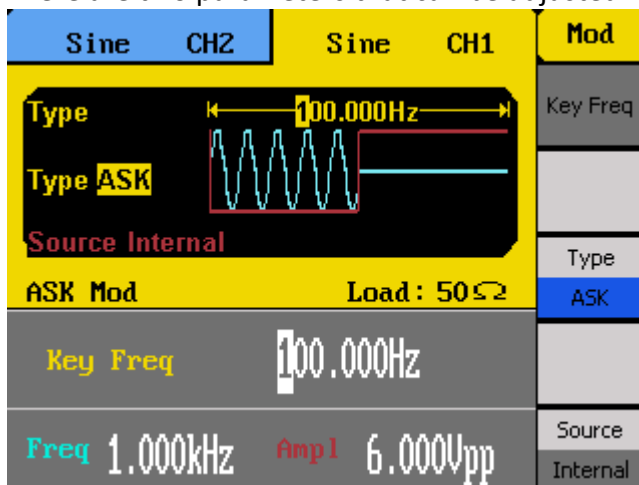 Sine CH2 Sine CH1 Mod
Type 100.000Hz
Key Freq
Type ASK
Source Internal
Type
ASK Mod Load: 50Ω
ASK
Key Freq 100.000Hz
Freq 1.000kHz Ampl 6.000Vpp
Source
Internal